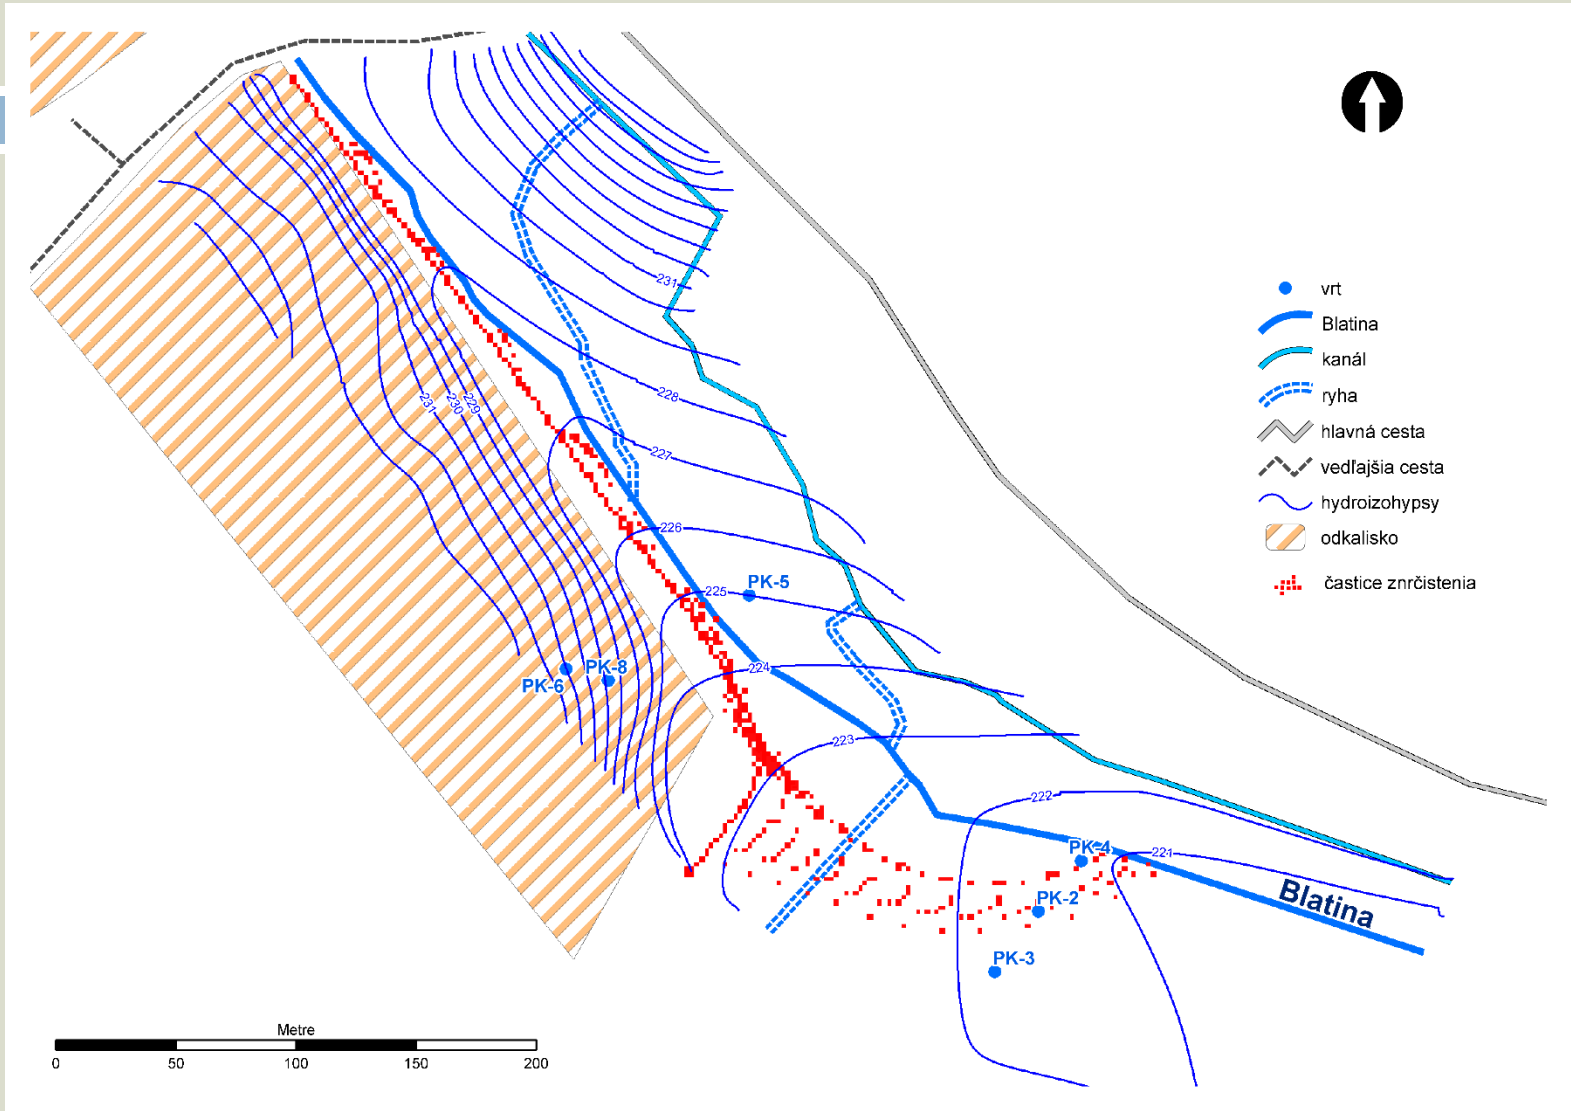 231
228
227
231
230
229
226
225
PK-5
224
PK-8
PK-6
223
222
PK-4
221
PK-2
PK-3
Blatina
vrt
Blatina
kanál
ryha
hlavná cesta
vedľajšia cesta
hydroizohypsy
odkalisko
častice znrčistenia
Metre
0 50 100 150 200